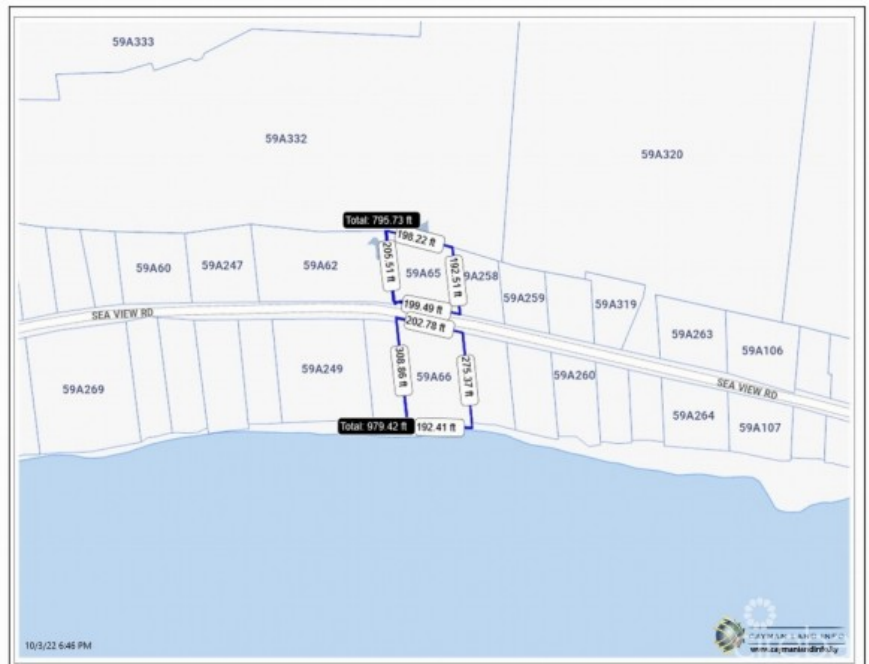 59A333
59A332
59A320
Total: 795.73 ft
198.22 ft
205.51 ft
192.51 ft
59A60
59A247
59A62
59A65
59A258
59A259
59A319
199.49 ft
202.78 ft
SEA VIEW RD
59A263
59A106
308.86 ft
275.37 ft
59A269
59A249
59A66
59A260
SEA VIEW RD
59A264
59A107
Total: 979.42 ft
192.41 ft
10/3/22 6:46 PM
CAYMAN LAND INFO
www.caymanlandinfo.ky